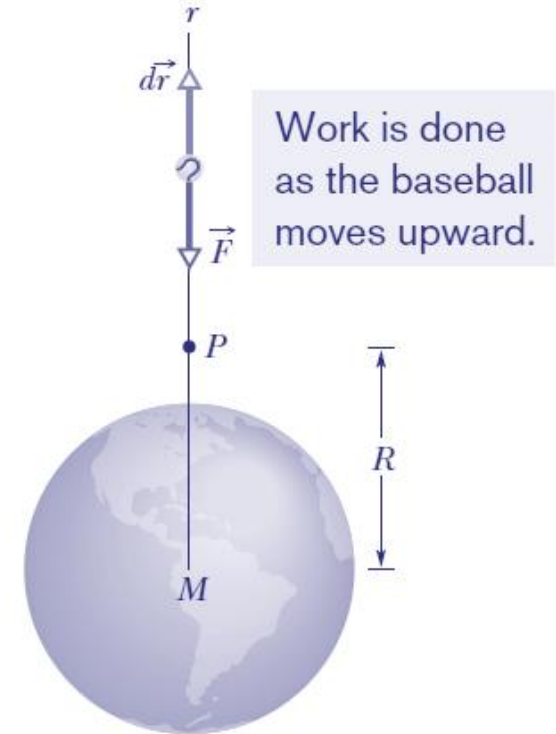 r
dr⃗
Work is done
as the baseball
moves upward.
F⃗
P
R
M